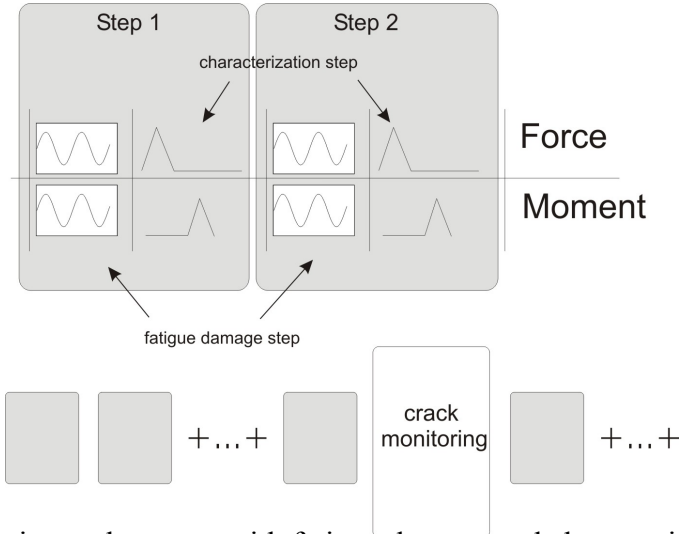 Step 1
Step 2
characterization step
Force
Moment
fatigue damage step
+...+
crack
monitoring
+...+